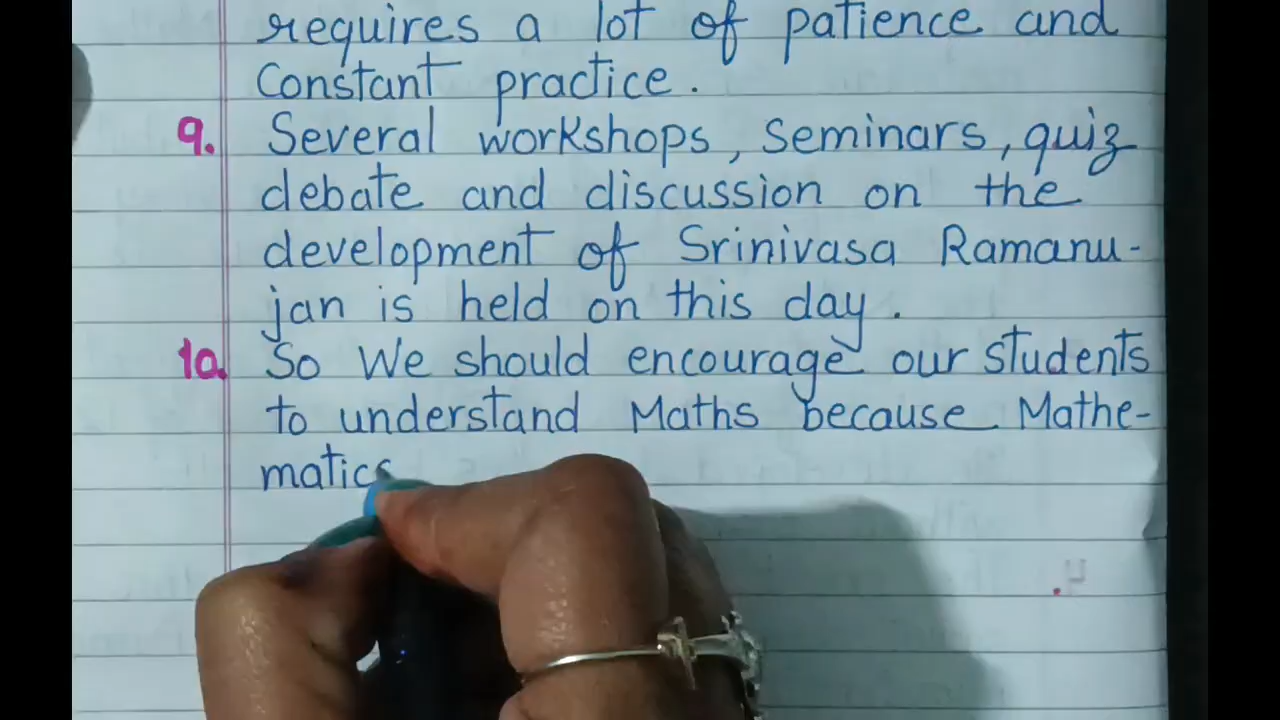 requires a lot of patience and
Constant practice.
9. Several workshops, Seminars, quiz
debate and discussion on the
development of Srinivasa Ramanu-
jan is held on this day.
10. So We should encourage our students
to understand Maths because Mathe-
matics